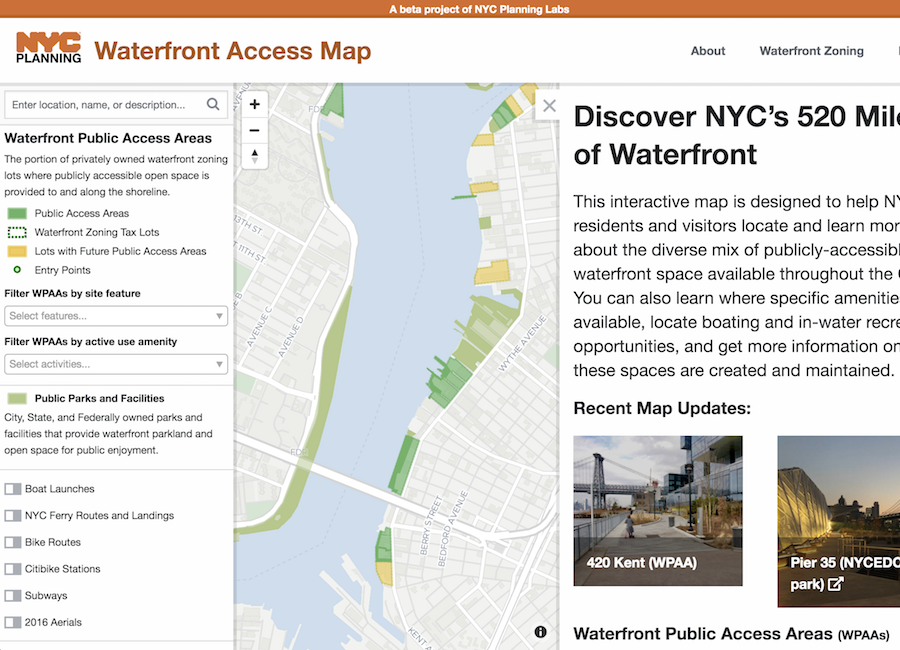 A beta project of NYC Planning Labs
NYC
PLANNING
Waterfront Access Map
About
Waterfront Zoning
Enter location, name, or description...
Waterfront Public Access Areas
The portion of privately owned waterfront zoning
lots where publicly accessible open space is
provided to and along the shoreline.
Public Access Areas
Waterfront Zoning Tax Lots
Lots with Future Public Access Areas
Entry Points
Filter WPAAs by site feature
Select features...
Filter WPAAs by active use amenity
Select activities...
Public Parks and Facilities
City, State, and Federally owned parks and
facilities that provide waterfront parkland and
open space for public enjoyment.
Boat Launches
NYC Ferry Routes and Landings
Bike Routes
Citibike Stations
Subways
2016 Aerials
FDR
13TH ST
11TH ST
AVENUE C
AVENUE D
WYTHE AVENUE
BERRY STREET
BEDFORD AVENUE
KENT A
Discover NYC's 520 Mile
of Waterfront
This interactive map is designed to help NY
residents and visitors locate and learn mor
about the diverse mix of publicly-accessibl
waterfront space available throughout the
You can also learn where specific amenitie
available, locate boating and in-water recre
opportunities, and get more information on
these spaces are created and maintained.
Recent Map Updates:
420 Kent (WPAA)
Pier 35 (NYCEDC
park)
Waterfront Public Access Areas (WPAAs)